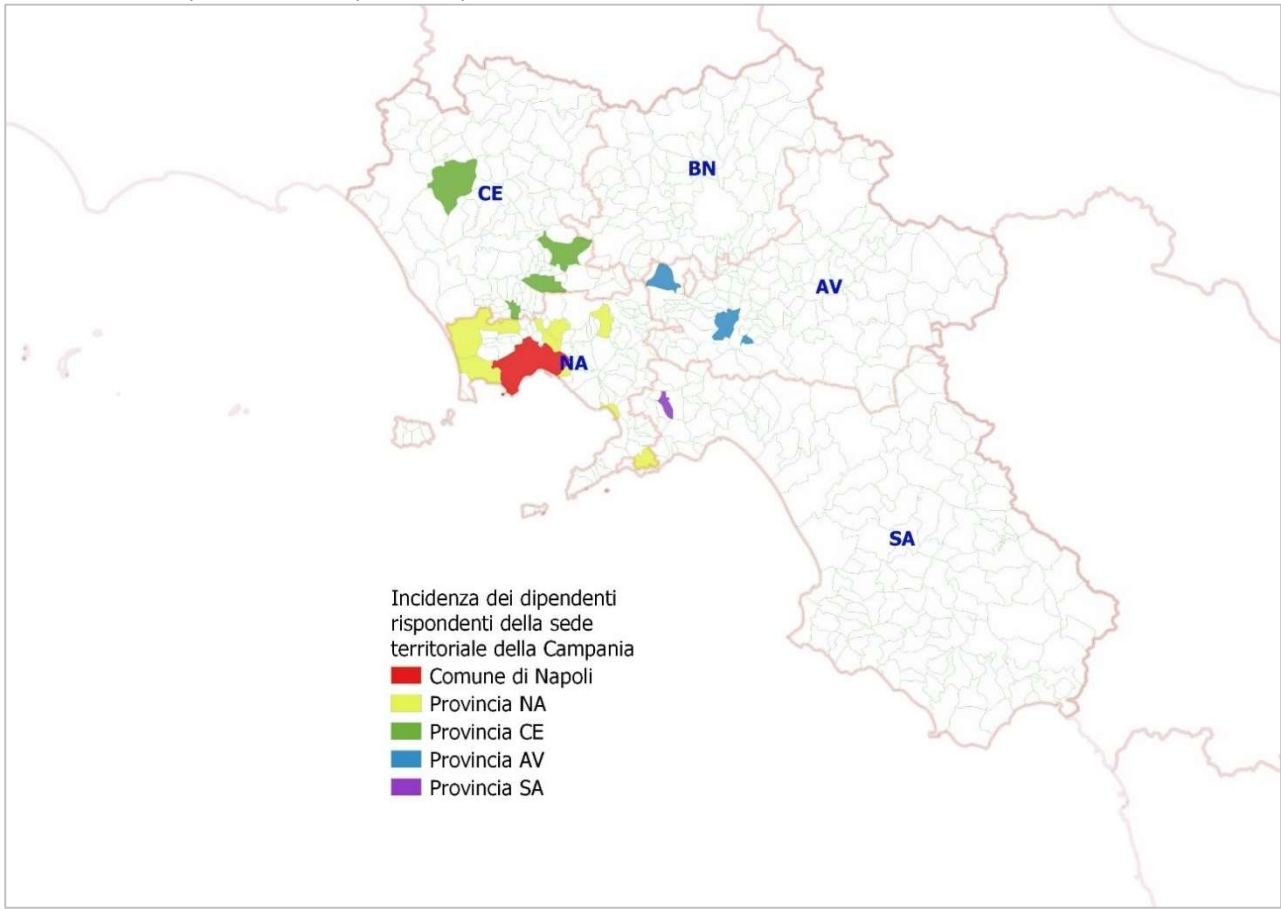 BN
CE
AV
NA
SA
Incidenza dei dipendenti
rispondenti della sede
territoriale della Campania
Comune di Napoli
Provincia NA
Provincia CE
Provincia AV
Provincia SA